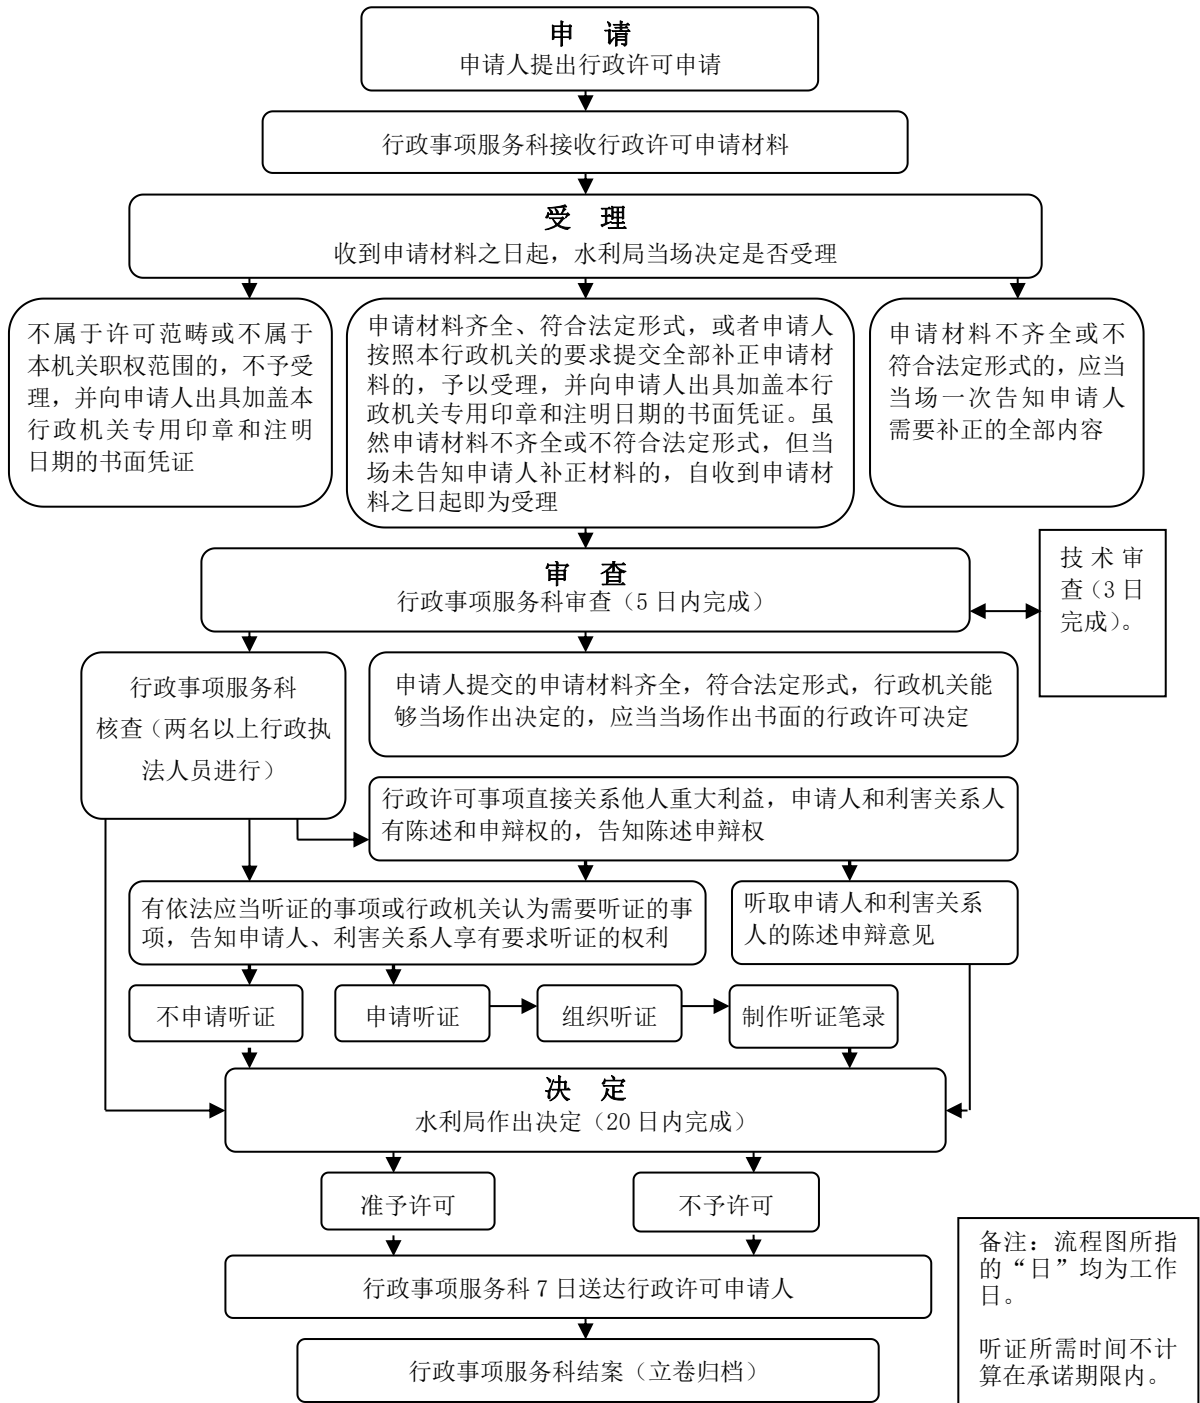 申 请
申请人提出行政许可申请
行政事项服务科接收行政许可申请材料
受 理
收到申请材料之日起，水利局当场决定是否受理
不属于许可范畴或不属于
本机关职权范围的，不予受
理，并向申请人出具加盖本
行政机关专用印章和注明
日期的书面凭证
申请材料齐全、符合法定形式，或者申请人
按照本行政机关的要求提交全部补正申请材
料的，予以受理，并向申请人出具加盖本行
政机关专用印章和注明日期的书面凭证。虽
然申请材料不齐全或不符合法定形式，但当
场未告知申请人补正材料的，自收到申请材
料之日起即为受理
申请材料不齐全或不
符合法定形式的，应当
当场一次告知申请人
需要补正的全部内容
审 查
行政事项服务科审查（5 日内完成）
技术审
查（3 日
完成）。
行政事项服务科
核查（两名以上行政执
法人员进行）
申请人提交的申请材料齐全，符合法定形式，行政机关能
够当场作出决定的，应当当场作出书面的行政许可决定
行政许可事项直接关系他人重大利益，申请人和利害关系人
有陈述和申辩权的，告知陈述申辩权
有依法应当听证的事项或行政机关认为需要听证的事
项，告知申请人、利害关系人享有要求听证的权利
听取申请人和利害关系
人的陈述申辩意见
不申请听证
申请听证
组织听证
制作听证笔录
决 定
水利局作出决定（20 日内完成）
准予许可
不予许可
行政事项服务科 7 日送达行政许可申请人
行政事项服务科结案（立卷归档）
备注：流程图所指
的“日”均为工作
日。
听证所需时间不计
算在承诺期限内。